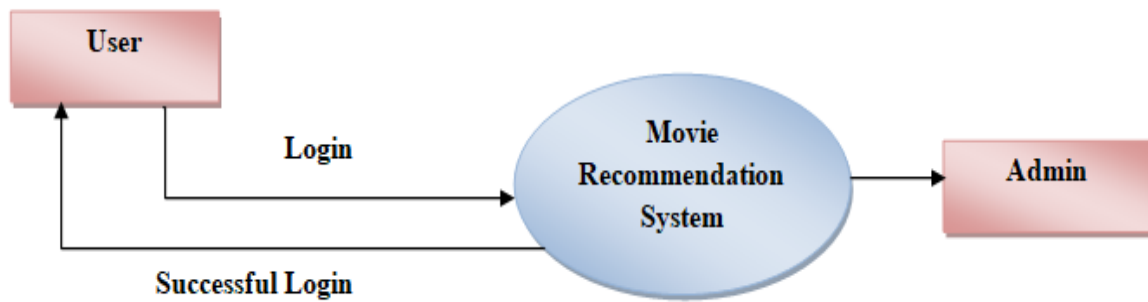 User
Login
Movie
Recommendation
System
Admin
Successful Login